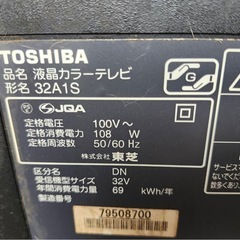 TOSHIBA
品名 液晶カラーテレビ
形名 32A1S
JQA
定格電圧 100V～
定格消費電力 108 W
定格周波数 50/60 Hz
株式会社 東芝
区分名 DN
受信機型サイズ 32V
年間消費電力量 69 kWh/年
製造番号
79508700
G